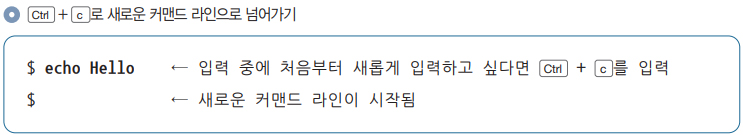 Ctrl + c로 새로운 커맨드 라인으로 넘어가기
$ echo Hello ← 입력 중에 처음부터 새롭게 입력하고 싶다면 Ctrl + c를 입력
$ ← 새로운 커맨드 라인이 시작됨